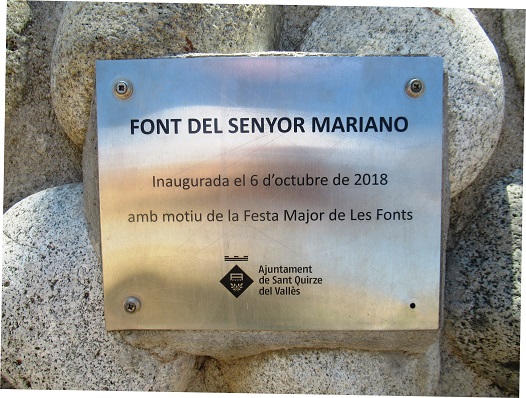 FONT DEL SENYOR MARIANO
Inaugurada el 6 d'octubre de 2018
amb motiu de la Festa Major de Les Fonts
Ajuntament
de Sant Quirze
del Vallès